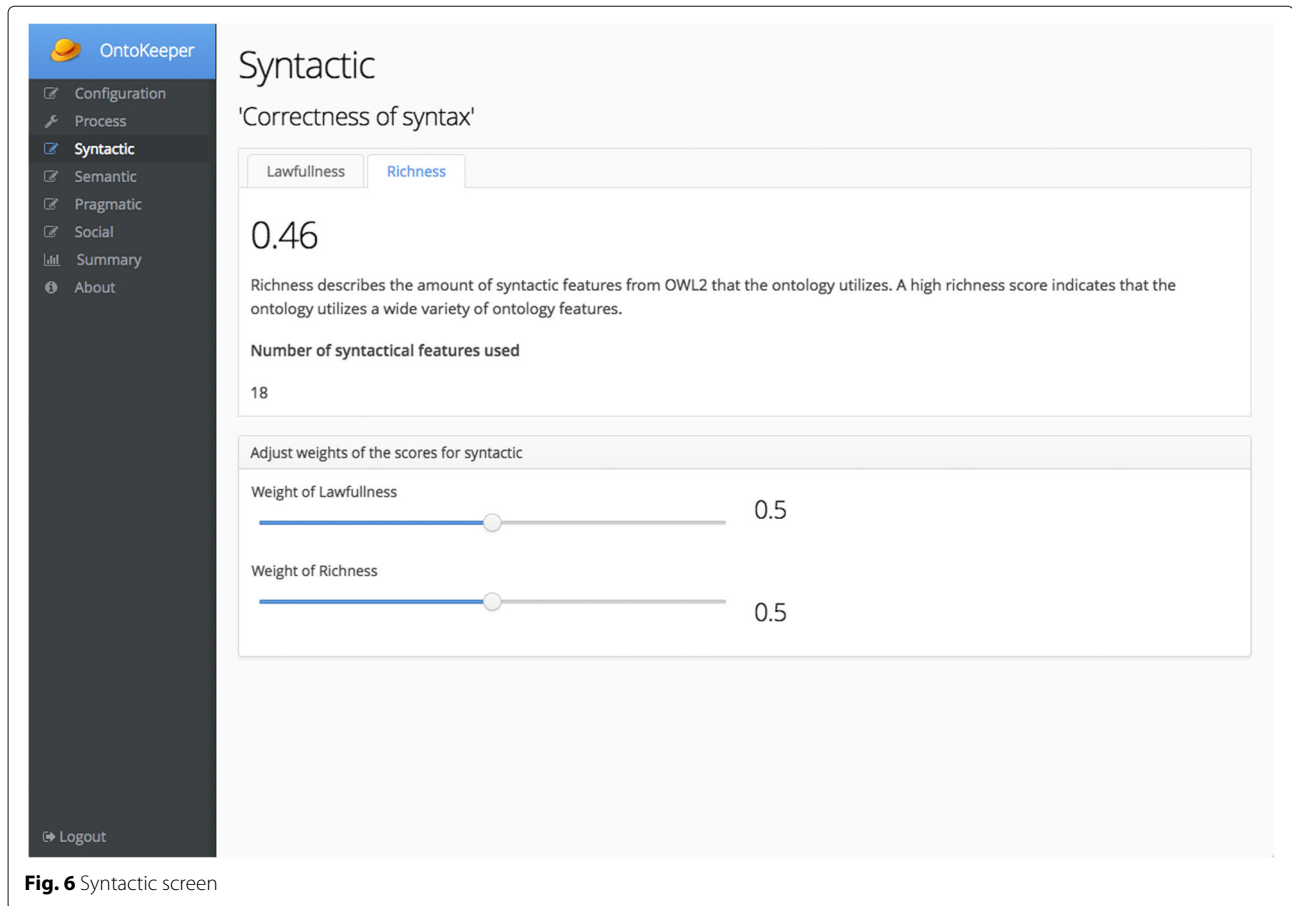 OntoKeeper
Configuration
Process
Syntactic
Semantic
Pragmatic
Social
Summary
About
Logout
Syntactic
'Correctness of syntax'
Lawfullness
Richness
0.46
Richness describes the amount of syntactic features from OWL2 that the ontology utilizes. A high richness score indicates that the
ontology utilizes a wide variety of ontology features.
Number of syntactical features used
18
Adjust weights of the scores for syntactic
Weight of Lawfullness
0.5
Weight of Richness
0.5
Fig. 6 Syntactic screen